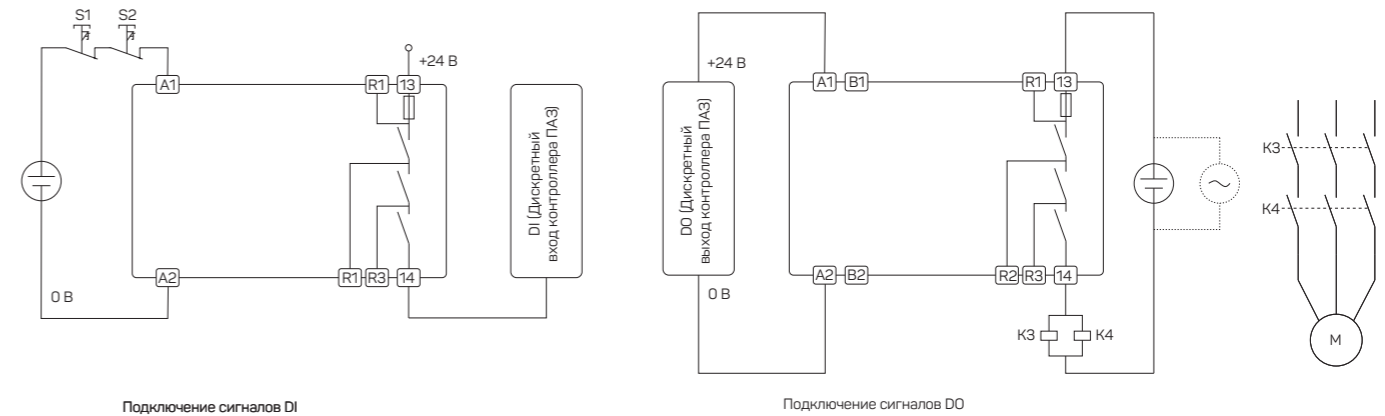 S1 S2
+24 В
A1 R1 13
DI (Дискретный
вход контроллера ПАЗ)
A2 R1 R3 14
0 В
Подключение сигналов DI
+24 В
A1 B1 R1 13
DO (Дискретный
выход контроллера ПАЗ)
K3
K4
A2 B2 R2 R3 14
0 В
K3 K4
M
Подключение сигналов DO